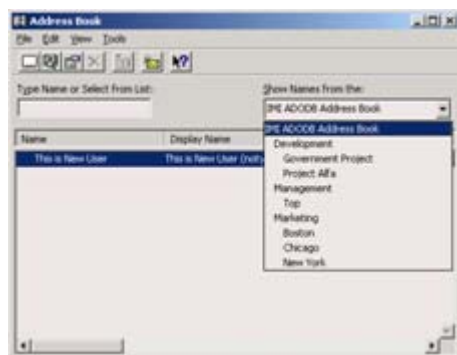 Address Book
File Edit View Tools
Type Name or Select from List:
Show Names from the:
IME ADODB Address Book
Name Display Name
This is New User This is New User
IME ADODB Address Book
Development
Government Project
Project Alfa
Management
Top
Marketing
Boston
Chicago
New York